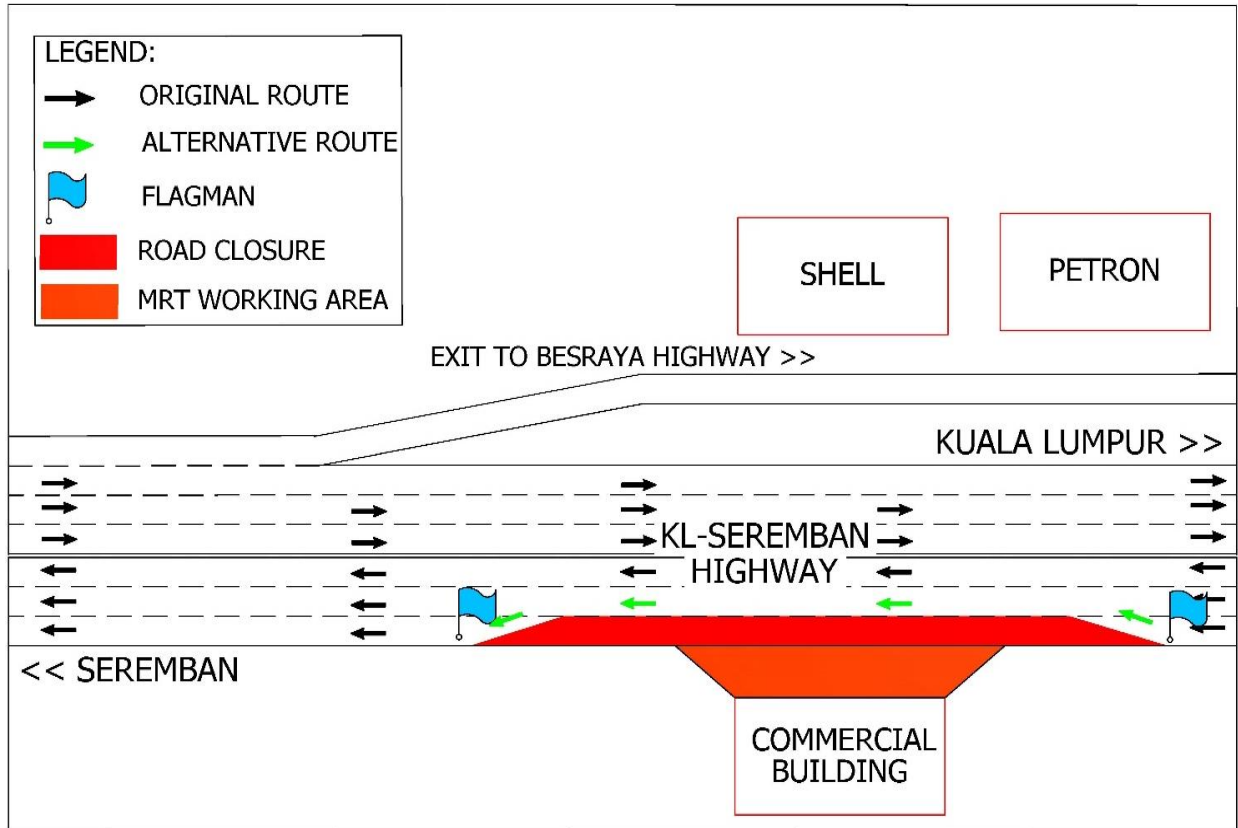 LEGEND:
ORIGINAL ROUTE
ALTERNATIVE ROUTE
FLAGMAN
ROAD CLOSURE
MRT WORKING AREA
SHELL
PETRON
EXIT TO BESRAYA HIGHWAY >>
KUALA LUMPUR >>
KL-SEREMBAN
HIGHWAY
<< SEREMBAN
COMMERCIAL
BUILDING